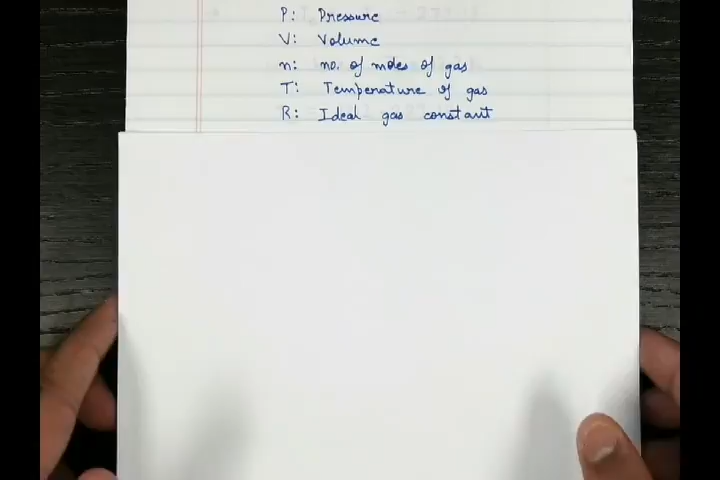 P: Pressure
V: Volume
n: no. of moles of gas
T: Temperature of gas
R: Ideal gas constant